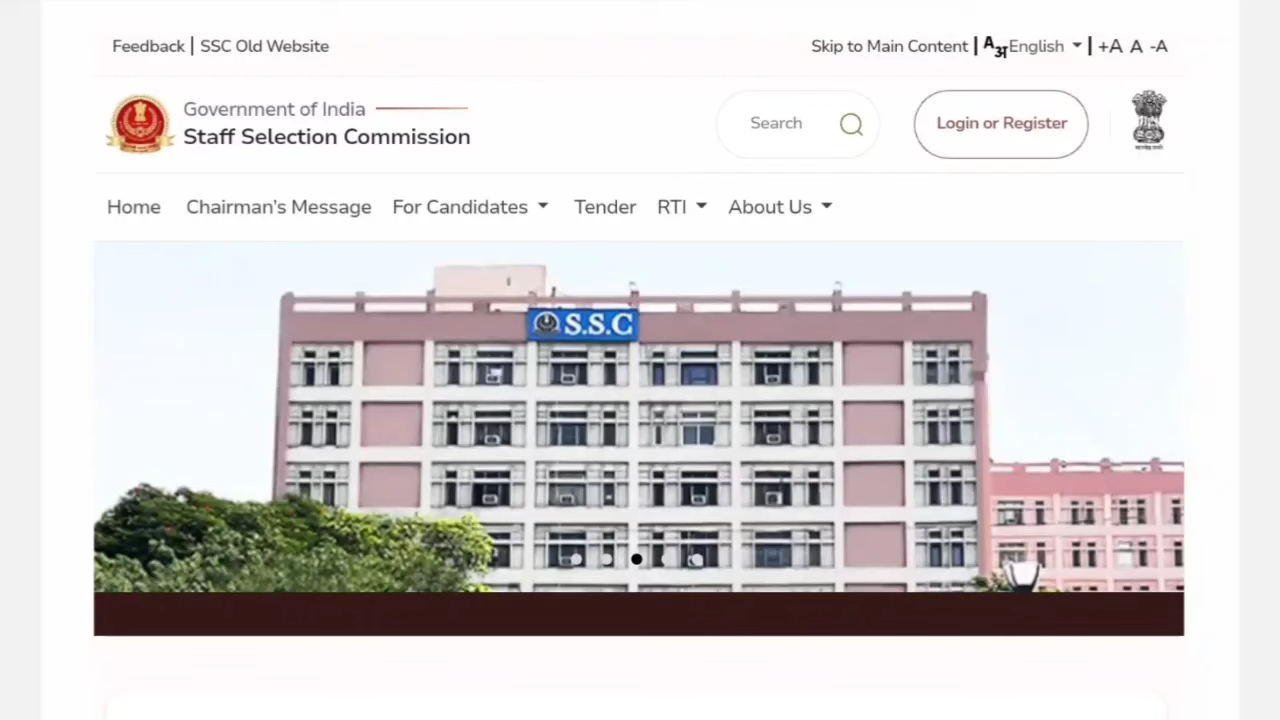 Feedback | SSC Old Website
Skip to Main Content | Aअ English | +A A -A
Government of India
Staff Selection Commission
Search
Login or Register
Home Chairman's Message For Candidates Tender RTI About Us
S.S.C